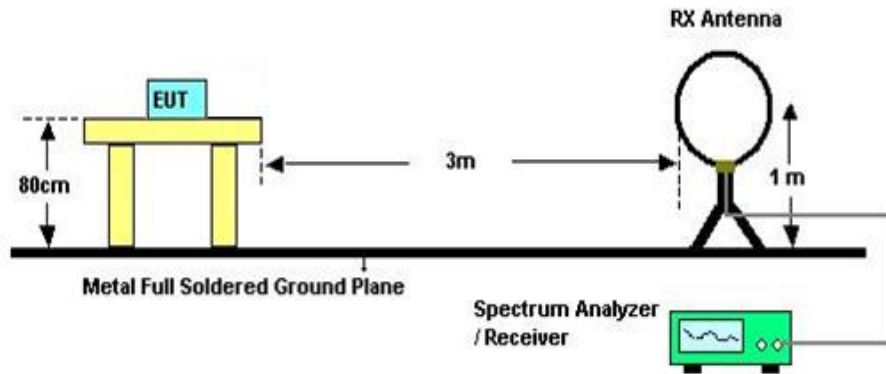 RX Antenna
EUT
80cm
3m
1 m
Metal Full Soldered Ground Plane
Spectrum Analyzer
/ Receiver